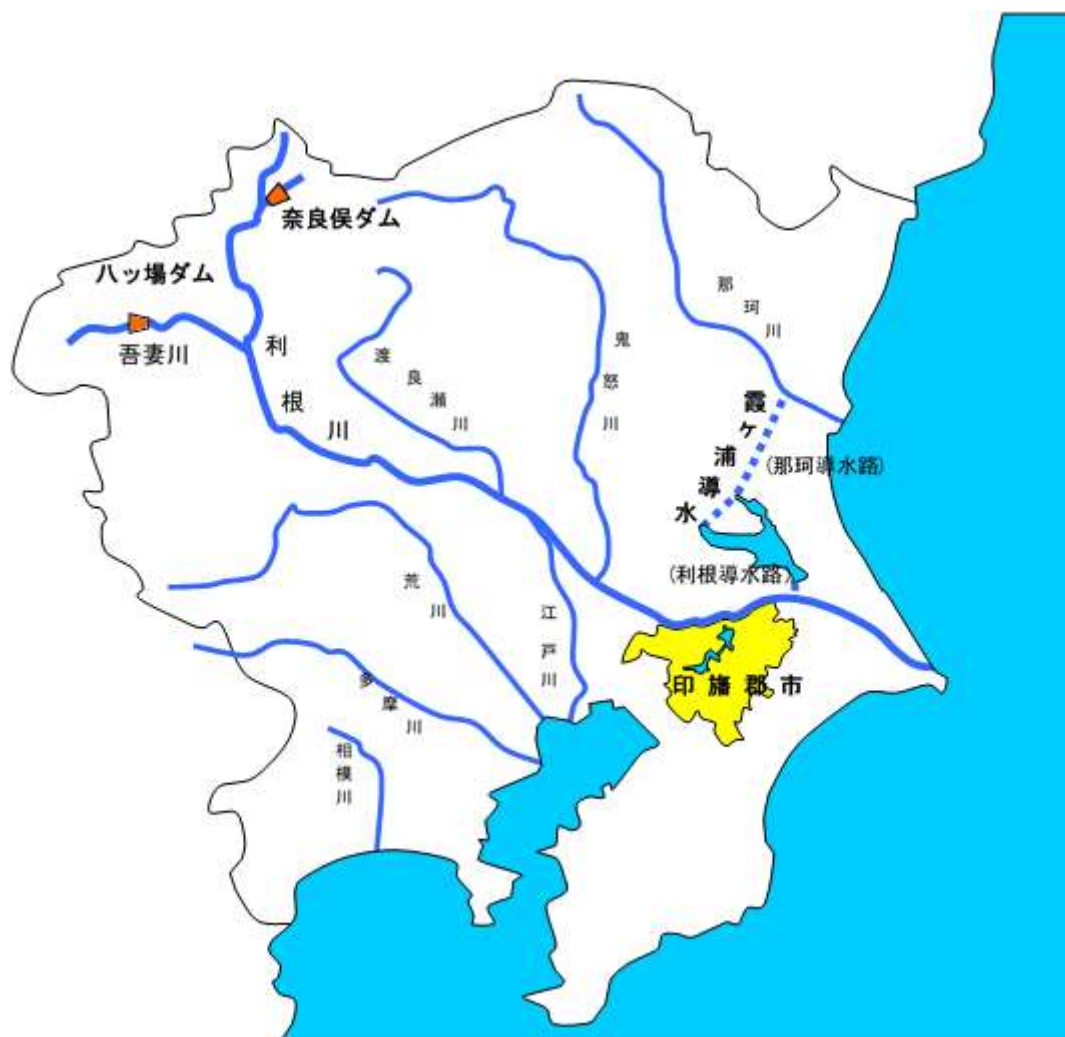 奈良俣ダム
八ッ場ダム
吾妻川
利根川
渡良瀬川
鬼怒川
那珂川
霞ヶ浦導水
(那珂導水路)
(利根導水路)
荒川
江戸川
多摩川
相模川
印旛郡市